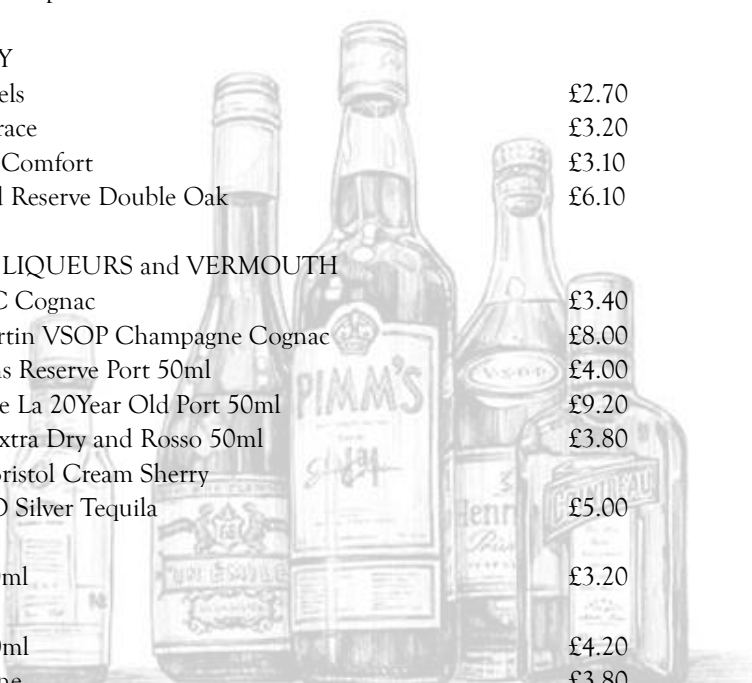 Y
els £2.70
race £3.20
Comfort £3.10
l Reserve Double Oak £6.10
LIQUEURS and VERMOUTH
C Cognac £3.40
rtin VSOP Champagne Cognac £8.00
s Reserve Port 50ml £4.00
e La 20Year Old Port 50ml £9.20
xtra Dry and Rosso 50ml £3.80
ristol Cream Sherry
O Silver Tequila £5.00
ml £3.20
ml £4.20
£3.80
PIMM'S
V.S.O.P
Henn
COINTREAU